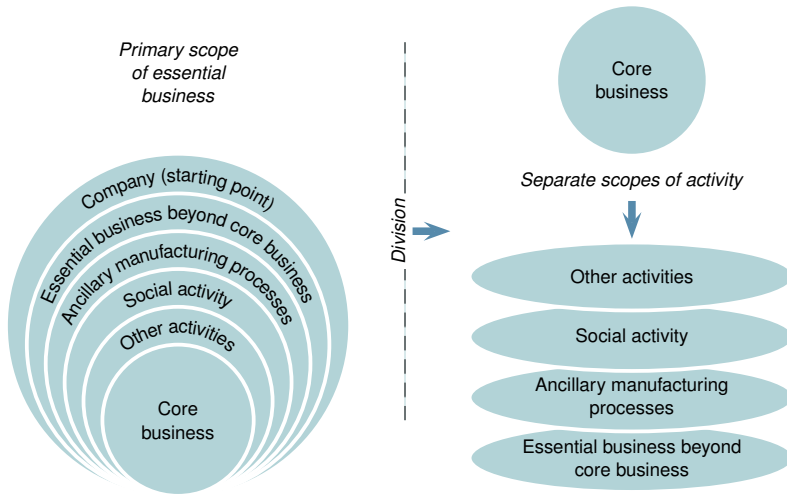 Primary scope
of essential
business
Company (starting point)
Essential business beyond core business
Ancillary manufacturing processes
Social activity
Other activities
Core
business
Division
Core
business
Separate scopes of activity
Other activities
Social activity
Ancillary manufacturing
processes
Essential business beyond
core business